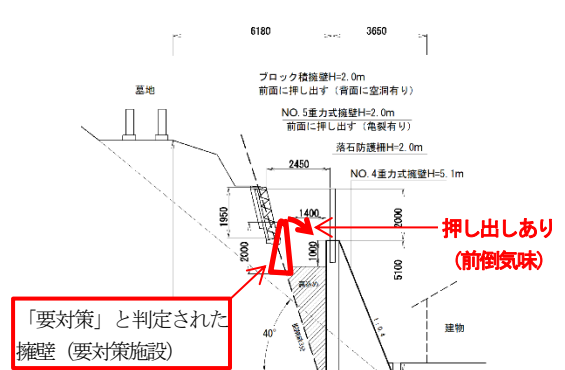 6180
3650
ブロック積擁壁H=2.0m
前面に押し出す（背面に空洞有り）
墓地
NO.5重力式擁壁H=2.0m
前面に押し出す（亀裂有り）
落石防護柵H=2.0m
2450
NO.4重力式擁壁H=5.1m
1950
1400
2000
2000
1000
押し出しあり
（前倒気味）
5100
「要対策」と判定された
擁壁（要対策施設）
40°
1:0.4
建物